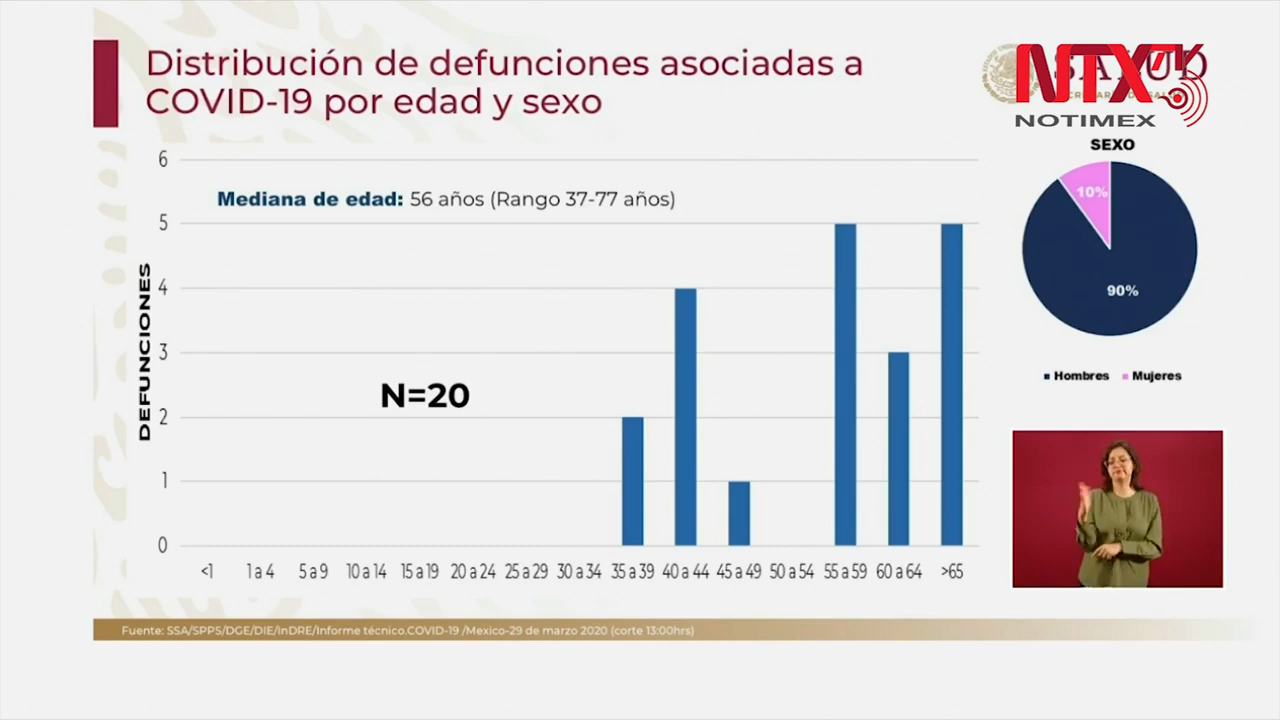 Distribución de defunciones asociadas a
COVID-19 por edad y sexo
NTX
NOTIMEX
SEXO
10%
90%
Hombres Mujeres
Mediana de edad: 56 años (Rango 37-77 años)
N=20
DEFUNCIONES
6
5
4
3
2
1
0
<1 1 a 4 5 a 9 10 a 14 15 a 19 20 a 24 25 a 29 30 a 34 35 a 39 40 a 44 45 a 49 50 a 54 55 a 59 60 a 64 >65
Fuente: SSA/SPPS/DGE/DIE/InDRE/Informe técnico.COVID-19 /Mexico-29 de marzo 2020 (corte 13:00hrs)